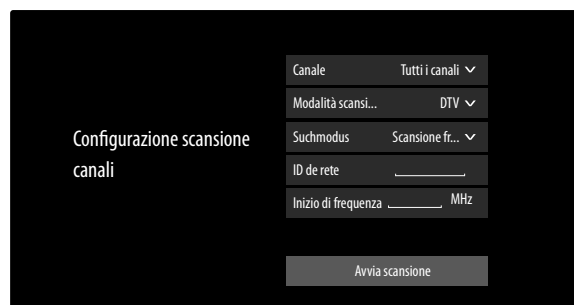 Configurazione scansione
canali
Canale Tutti i canali
Modalità scansi... DTV
Suchmodus Scansione fr...
ID de rete
Inizio di frequenza MHz
Avvia scansione